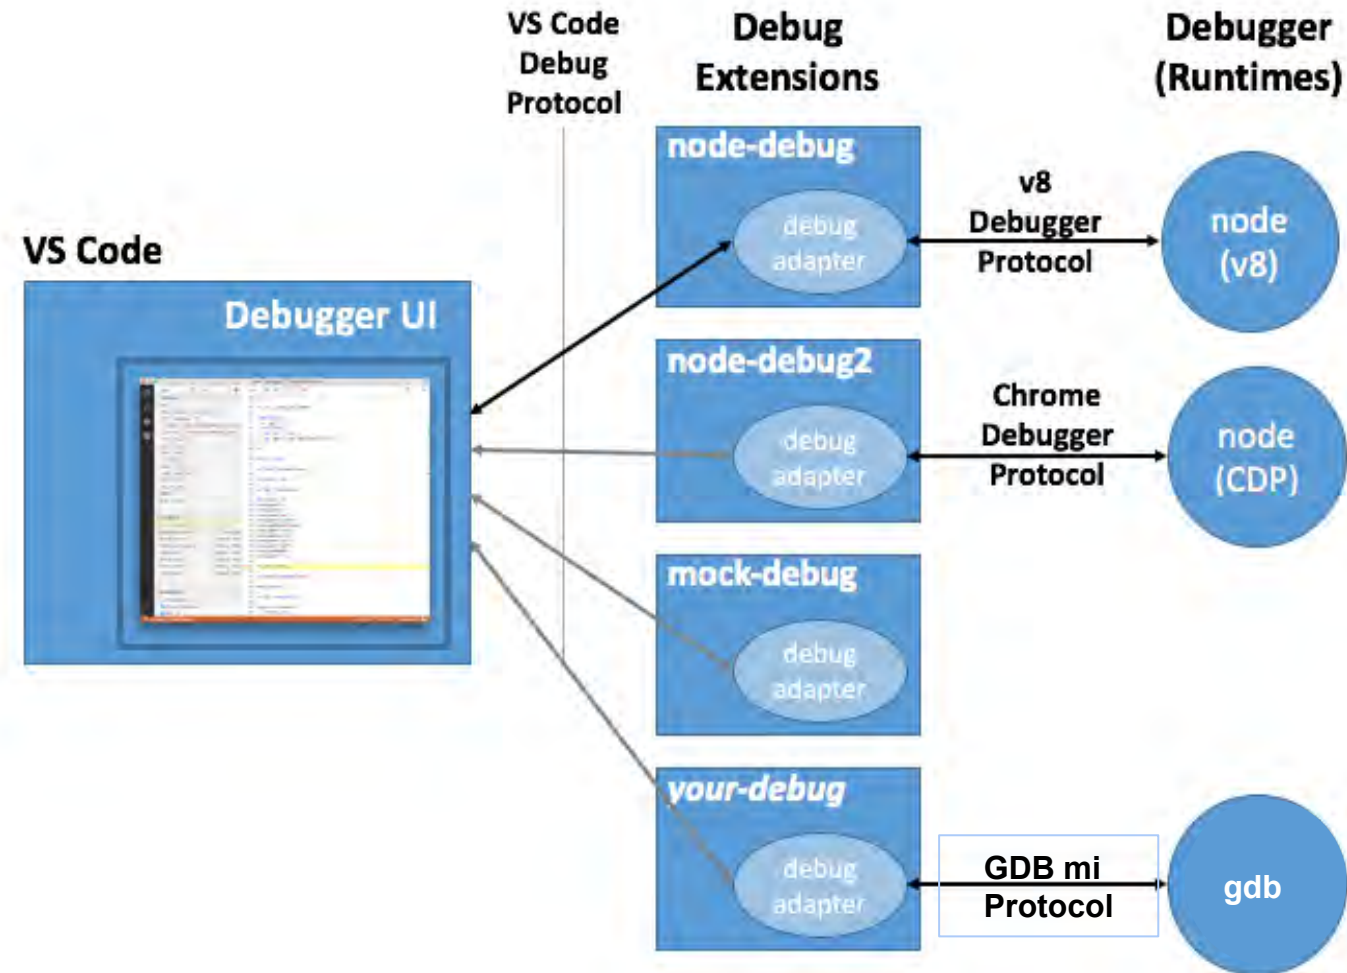 VS Code
Debug
Protocol
Debug
Extensions
Debugger
(Runtimes)
VS Code
Debugger UI
node-debug
debug
adapter
v8
Debugger
Protocol
node
(v8)
node-debug2
debug
adapter
Chrome
Debugger
Protocol
node
(CDP)
mock-debug
debug
adapter
your-debug
debug
adapter
GDB mi
Protocol
gdb